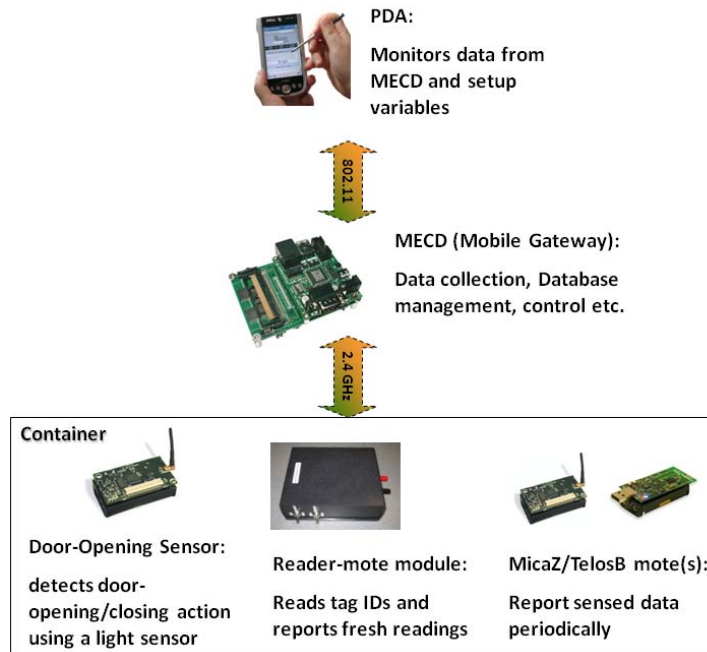 PDA:
Monitors data from
MECD and setup
variables
802.11
MECD (Mobile Gateway):
Data collection, Database
management, control etc.
2.4 GHz
Container
Door-Opening Sensor:
detects door-
opening/closing action
using a light sensor
Reader-mote module:
Reads tag IDs and
reports fresh readings
MicaZ/TelosB mote(s):
Report sensed data
periodically